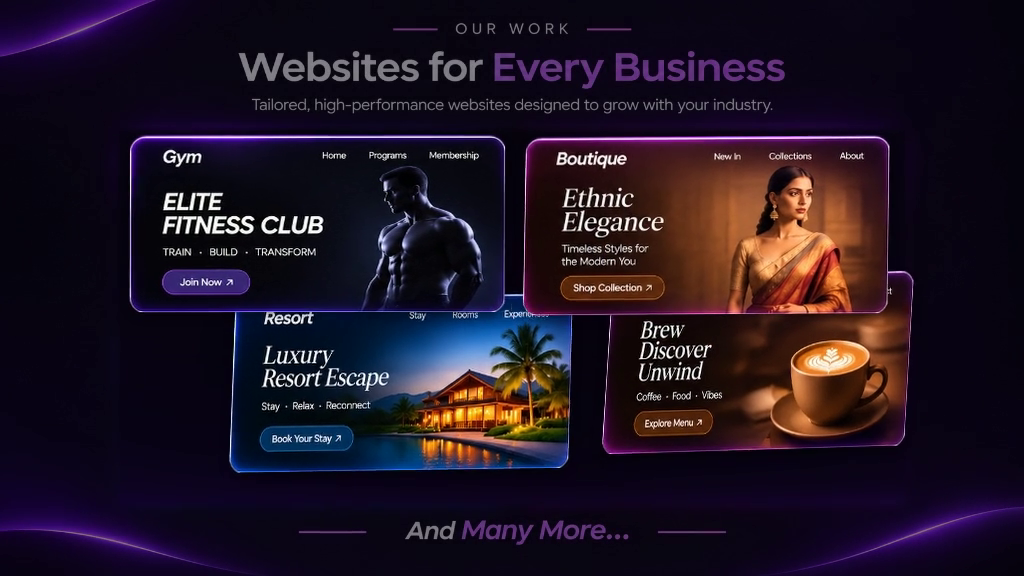 OUR WORK
Websites for Every Business
Tailored, high-performance websites designed to grow with your industry.
Gym
Home Programs Membership
ELITE
FITNESS CLUB
TRAIN · BUILD · TRANSFORM
Join Now ↗
Boutique
New In Collections About
Ethnic
Elegance
Timeless Styles for
the Modern You
Shop Collection ↗
Resort
Stay Rooms
Luxury
Resort Escape
Stay · Relax · Reconnect
Book Your Stay ↗
Brew
Discover
Unwind
Coffee · Food · Vibes
Explore Menu ↗
And Many More...